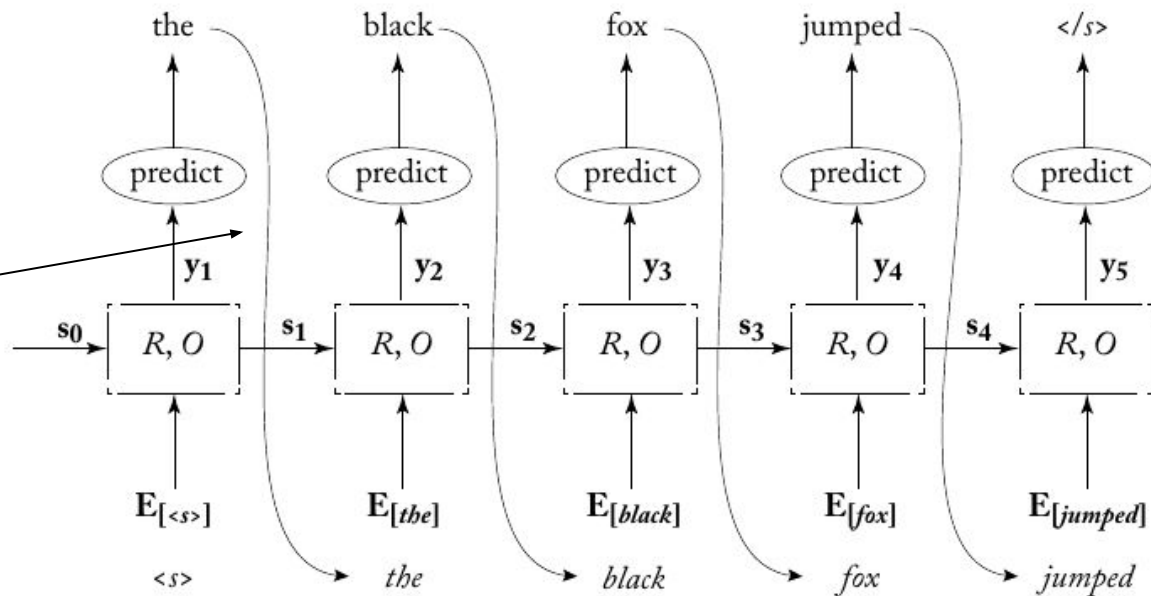 the black fox jumped </s>
predict predict predict predict predict
y1 y2 y3 y4 y5
s0 R, O s1 R, O s2 R, O s3 R, O s4 R, O
E[<s>] E[the] E[black] E[fox] E[jumped]
<s> the black fox jumped